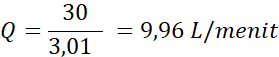 Q = 30/3,01 = 9,96 L/menit